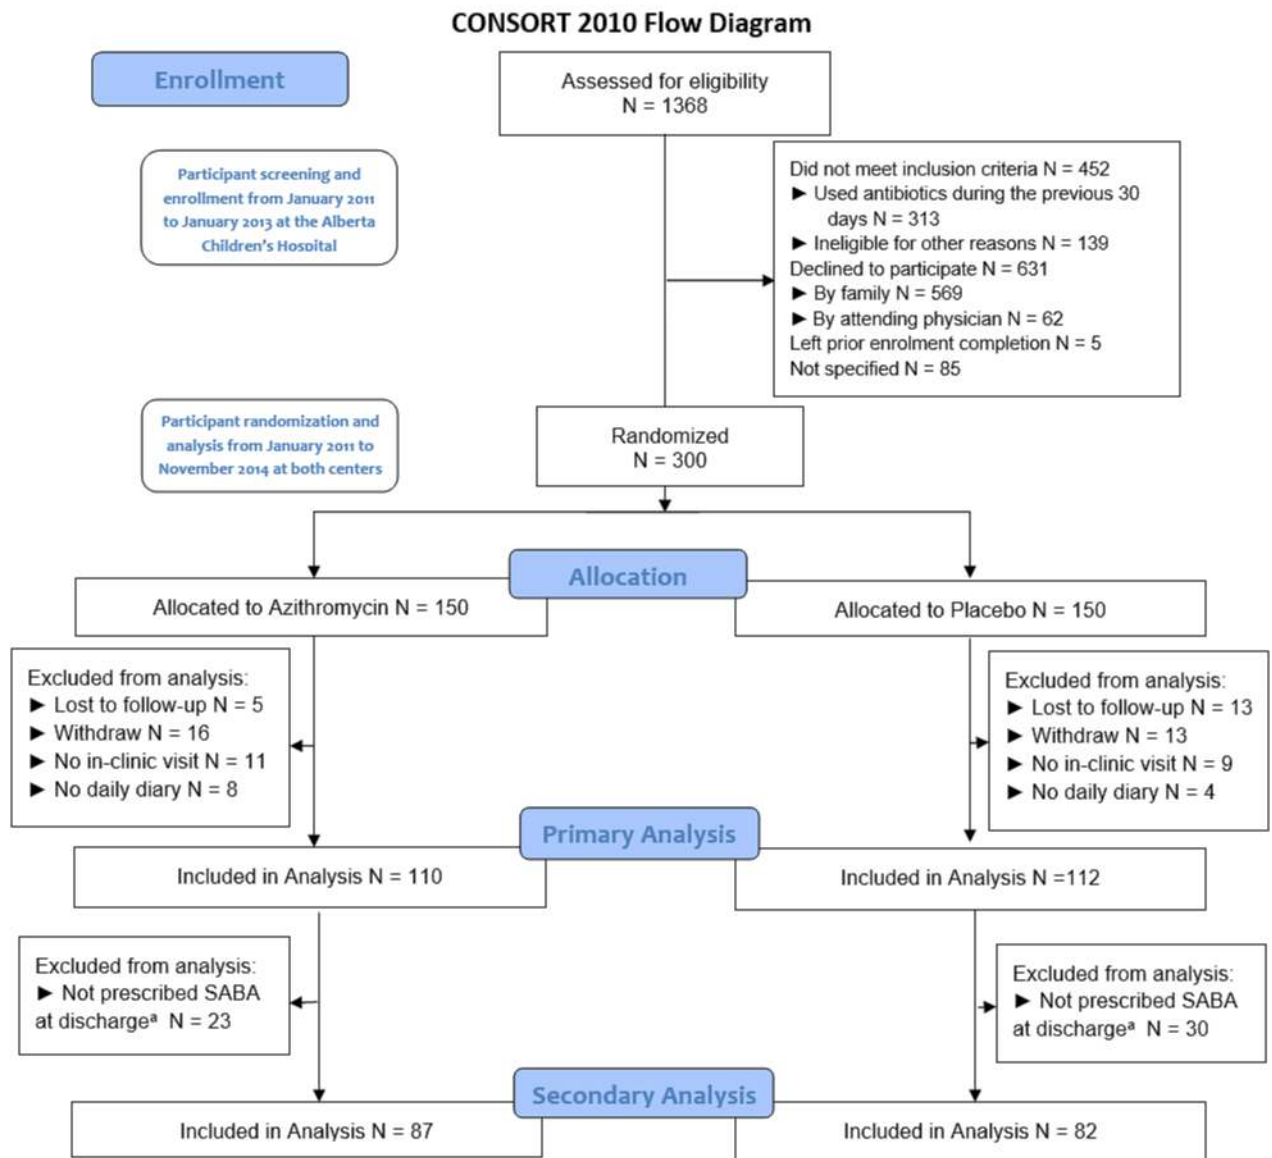 CONSORT 2010 Flow Diagram
Enrollment
Assessed for eligibility
N = 1368
Participant screening and
enrollment from January 2011
to January 2013 at the Alberta
Children's Hospital
Did not meet inclusion criteria N = 452
► Used antibiotics during the previous 30
days N = 313
► Ineligible for other reasons N = 139
Declined to participate N = 631
► By family N = 569
► By attending physician N = 62
Left prior enrolment completion N = 5
Not specified N = 85
Participant randomization and
analysis from January 2011 to
November 2014 at both centers
Randomized
N = 300
Allocation
Allocated to Azithromycin N = 150
Allocated to Placebo N = 150
Excluded from analysis:
► Lost to follow-up N = 5
► Withdraw N = 16
► No in-clinic visit N = 11
► No daily diary N = 8
Excluded from analysis:
► Lost to follow-up N = 13
► Withdraw N = 13
► No in-clinic visit N = 9
► No daily diary N = 4
Primary Analysis
Included in Analysis N = 110
Included in Analysis N =112
Excluded from analysis:
► Not prescribed SABA
at dischargeª N = 23
Excluded from analysis:
► Not prescribed SABA
at dischargeª N = 30
Secondary Analysis
Included in Analysis N = 87
Included in Analysis N = 82